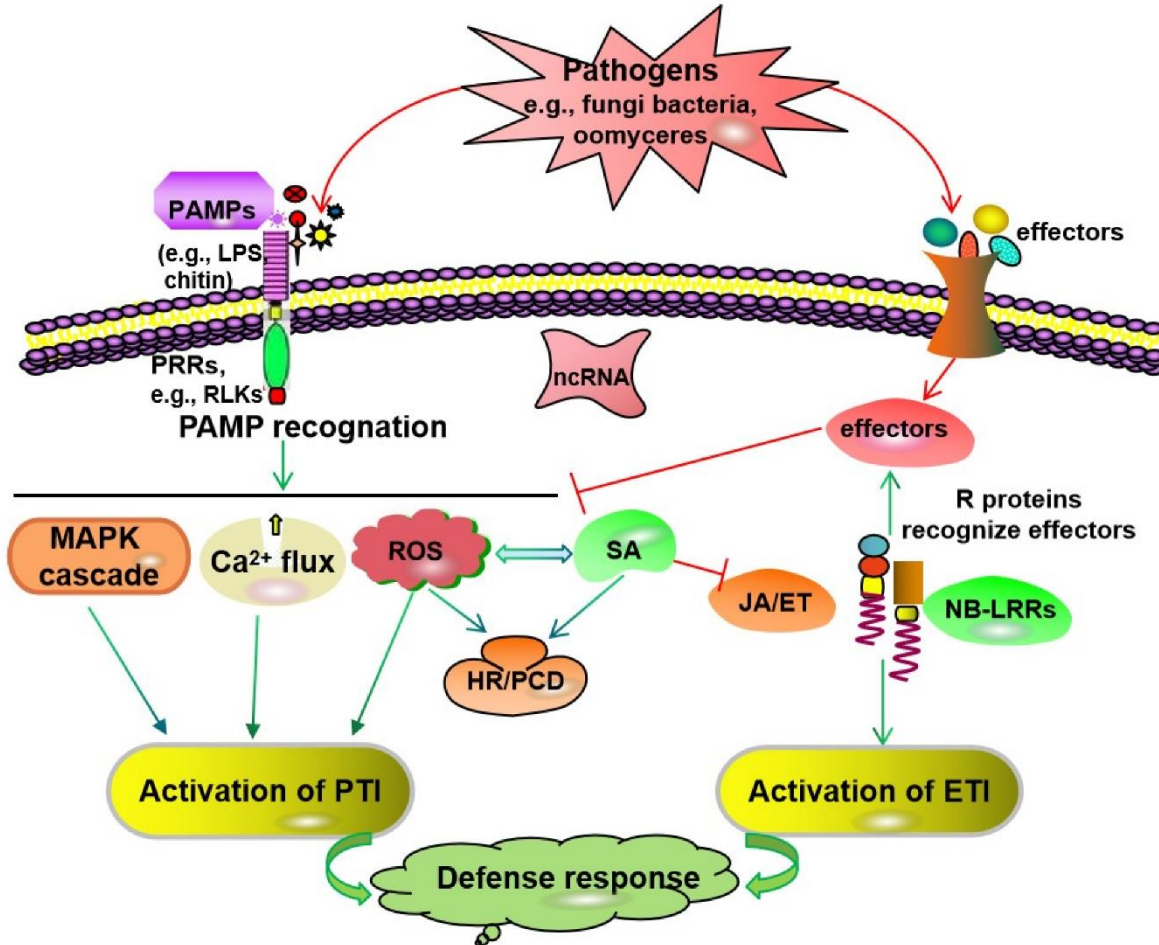 Pathogens
e.g., fungi bacteria,
oomyceres
PAMPs
(e.g., LPS,
chitin)
effectors
PRRs,
e.g., RLKs
ncRNA
PAMP recognation
effectors
R proteins
recognize effectors
MAPK
cascade
Ca²⁺ flux
ROS
SA
JA/ET
NB-LRRs
HR/PCD
Activation of PTI
Activation of ETI
Defense response